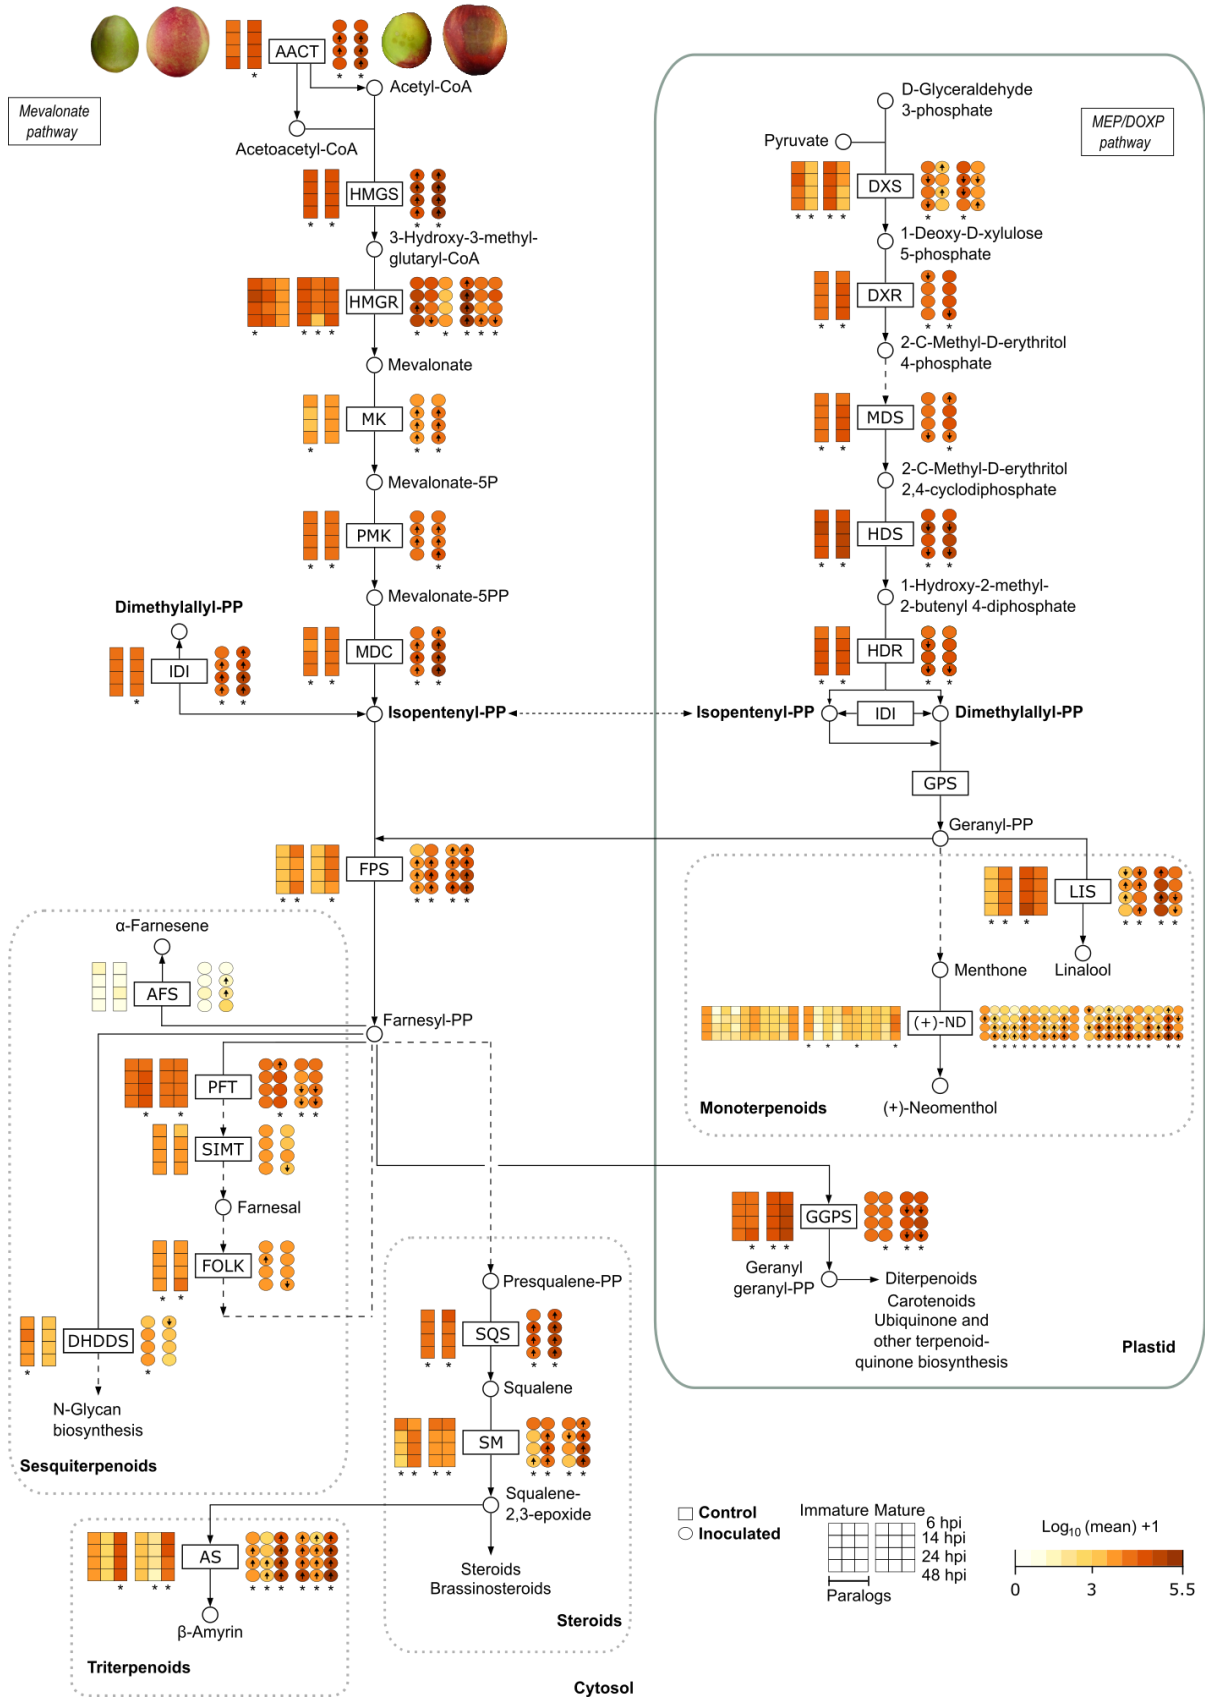 AACT
Acetyl-CoA
Mevalonate
pathway
Acetoacetyl-CoA
HMGS
3-Hydroxy-3-methyl-
glutaryl-CoA
HMGR
Mevalonate
MK
Mevalonate-5P
PMK
Mevalonate-5PP
Dimethylallyl-PP
IDI
MDC
Isopentenyl-PP
D-Glyceraldehyde
3-phosphate
MEP/DOXP
pathway
Pyruvate
DXS
1-Deoxy-D-xylulose
5-phosphate
DXR
2-C-Methyl-D-erythritol
4-phosphate
MDS
2-C-Methyl-D-erythritol
2,4-cyclodiphosphate
HDS
1-Hydroxy-2-methyl-
2-butenyl 4-diphosphate
HDR
Isopentenyl-PP
IDI
Dimethylallyl-PP
GPS
Geranyl-PP
FPS
LIS
Menthone
Linalool
(+)-ND
Monoterpenoids
(+)-Neomenthol
α-Farnesene
AFS
Farnesyl-PP
PFT
SIMT
Farnesal
FOLK
DHDDS
N-Glycan
biosynthesis
Sesquiterpenoids
GGPS
Geranyl
geranyl-PP
Diterpenoids
Carotenoids
Ubiquinone and
other terpenoid-
quinone biosynthesis
Plastid
Presqualene-PP
SQS
Squalene
SM
Squalene-
2,3-epoxide
Steroids
Brassinosteroids
Steroids
AS
β-Amyrin
Triterpenoids
Cytosol
Control
Inoculated
Immature Mature
6 hpi
14 hpi
24 hpi
48 hpi
Paralogs
Log10 (mean) +1
0 3 5.5